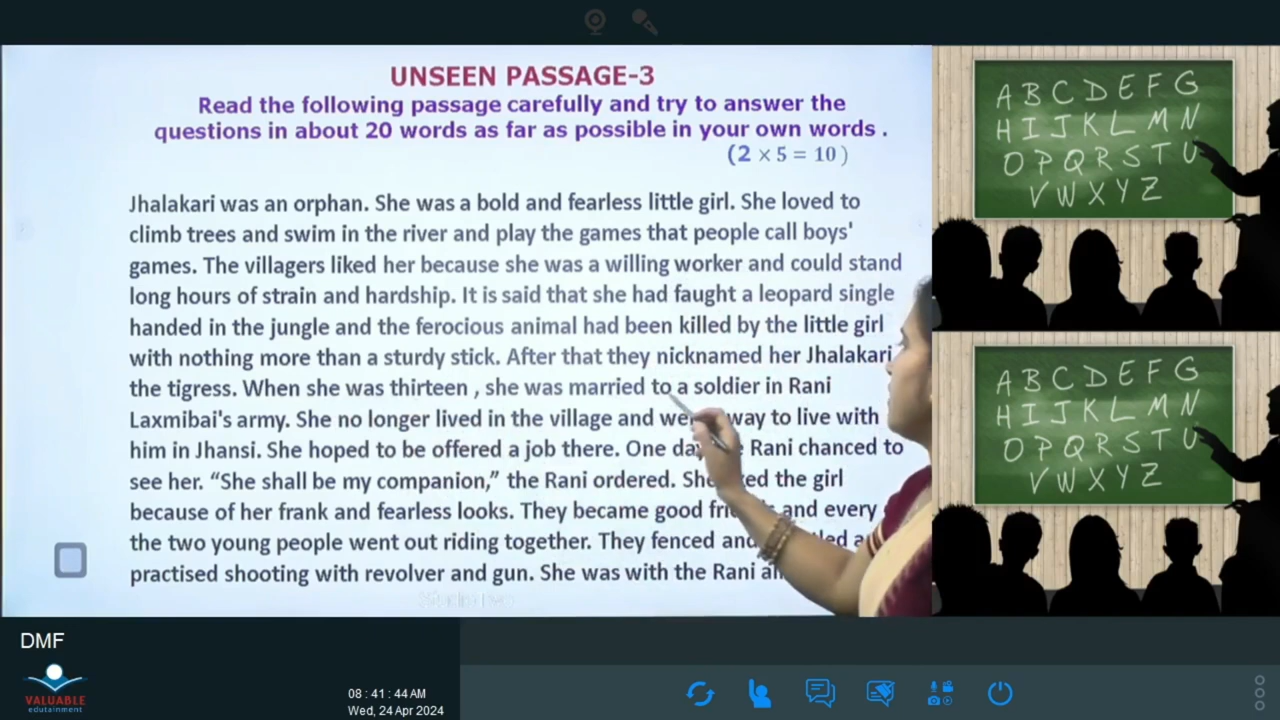 UNSEEN PASSAGE-3
Read the following passage carefully and try to answer the
questions in about 20 words as far as possible in your own words .
(2 × 5 = 10 )
Jhalakari was an orphan. She was a bold and fearless little girl. She loved to
climb trees and swim in the river and play the games that people call boys'
games. The villagers liked her because she was a willing worker and could stand
long hours of strain and hardship. It is said that she had faught a leopard single
handed in the jungle and the ferocious animal had been killed by the little girl
with nothing more than a sturdy stick. After that they nicknamed her Jhalakari
the tigress. When she was thirteen , she was married to a soldier in Rani
Laxmibai's army. She no longer lived in the village and way to live with
him in Jhansi. She hoped to be offered a job there. One Rani chanced to
see her. “She shall be my companion,” the Rani ordered. the girl
because of her frank and fearless looks. They became good and every
the two young people went out riding together. They fenced
practised shooting with revolver and gun. She was with the Rani
A B C D E F G
H I J K L M N
O P Q R S T U
V W X Y Z
A B C D E F G
H I J K L M N
O P Q R S T U
V W X Y Z
DMF
VALUABLE
edutainment
08 : 41 : 44 AM
Wed, 24 Apr 2024